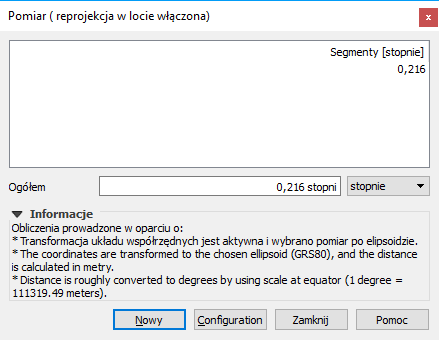 Pomiar ( reprojekcja w locie włączona)
x
Segmenty [stopnie]
0,216
Ogółem
0,216 stopni
stopnie
Informacje
Obliczenia prowadzone w oparciu o:
* Transformacja układu współrzędnych jest aktywna i wybrano pomiar po elipsoidzie.
* The coordinates are transformed to the chosen ellipsoid (GRS80), and the distance
is calculated in metry.
* Distance is roughly converted to degrees by using scale at equator (1 degree =
111319.49 meters).
Nowy
Configuration
Zamknij
Pomoc